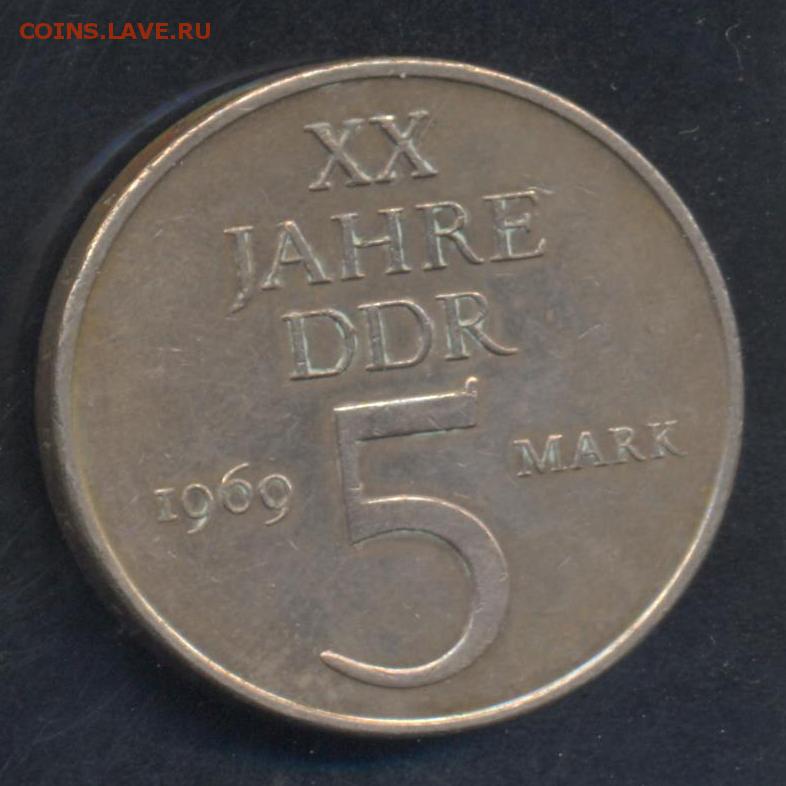 COINS.LAVE.RU
XX
JAHRE
DDR
1969 5 MARK